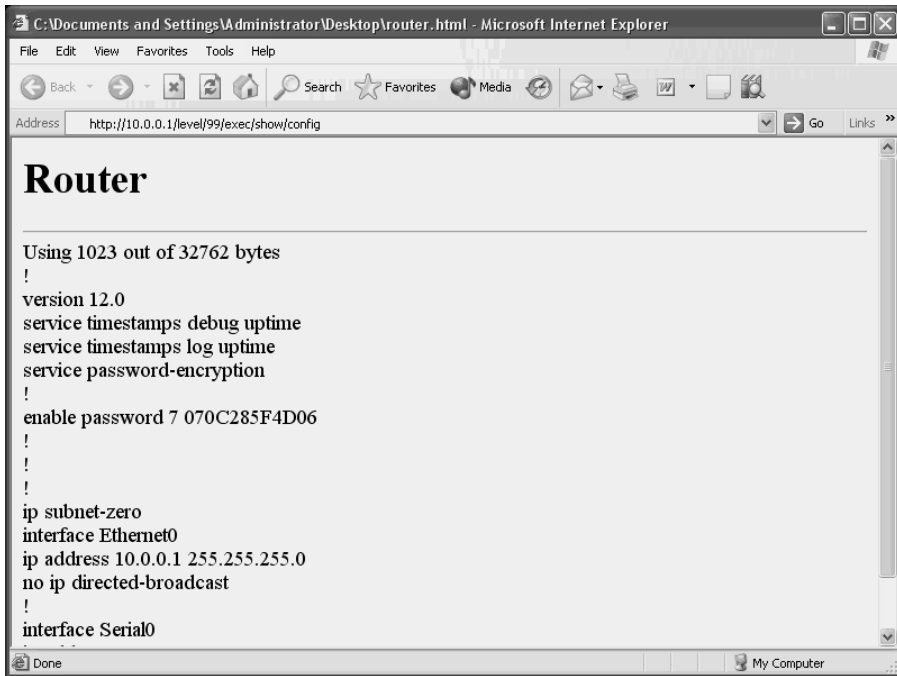 C:\Documents and Settings\Administrator\Desktop\router.html - Microsoft Internet Explorer
File Edit View Favorites Tools Help
Back Search Favorites Media
Address http://10.0.0.1/level/99/exec/show/config Go Links »
Router
Using 1023 out of 32762 bytes
!
version 12.0
service timestamps debug uptime
service timestamps log uptime
service password-encryption
!
enable password 7 070C285F4D06
!
!
!
ip subnet-zero
interface Ethernet0
ip address 10.0.0.1 255.255.255.0
no ip directed-broadcast
!
interface Serial0
Done My Computer